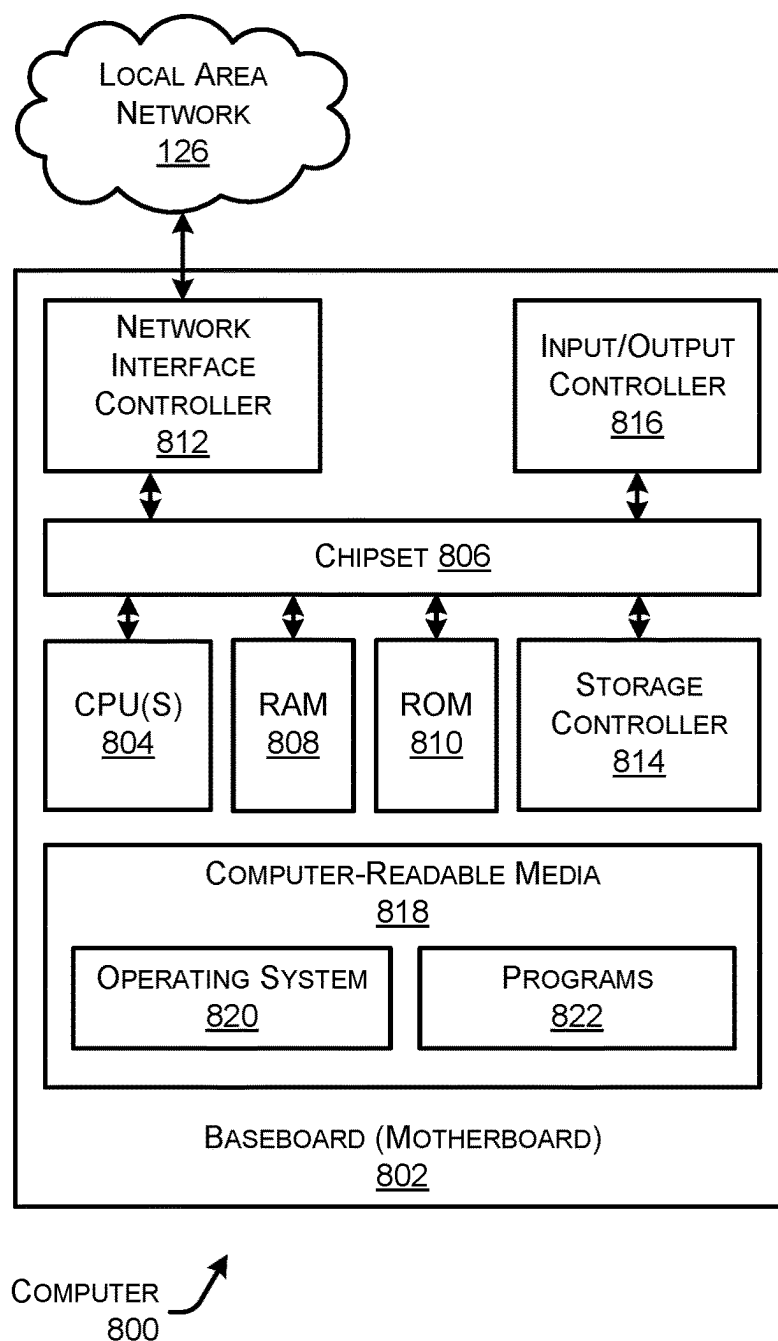 LOCAL AREA
NETWORK
126
NETWORK
INTERFACE
CONTROLLER
812
INPUT/OUTPUT
CONTROLLER
816
CHIPSET 806
CPU(S)
804
RAM
808
ROM
810
STORAGE
CONTROLLER
814
COMPUTER-READABLE MEDIA
818
OPERATING SYSTEM
820
PROGRAMS
822
BASEBOARD (MOTHERBOARD)
802
COMPUTER
800